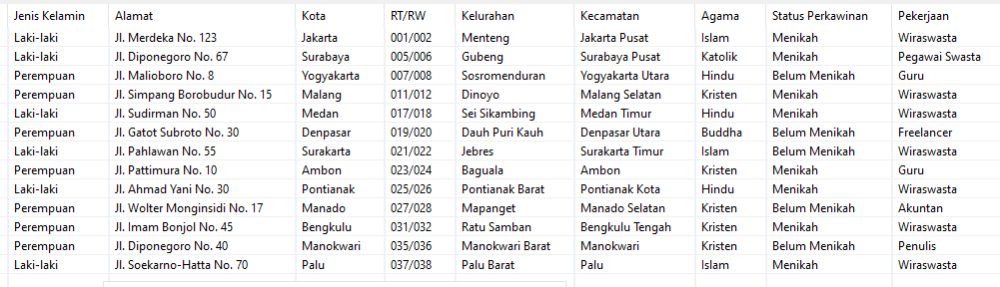 Jenis Kelamin Alamat Kota RT/RW Kelurahan Kecamatan Agama Status Perkawinan Pekerjaan
Laki-laki Jl. Merdeka No. 123 Jakarta 001/002 Menteng Jakarta Pusat Islam Menikah Wiraswasta
Laki-laki Jl. Diponegoro No. 67 Surabaya 005/006 Gubeng Surabaya Pusat Katolik Menikah Pegawai Swasta
Perempuan Jl. Malioboro No. 8 Yogyakarta 007/008 Sosromenduran Yogyakarta Utara Hindu Belum Menikah Guru
Perempuan Jl. Simpang Borobudur No. 15 Malang 011/012 Dinoyo Malang Selatan Kristen Menikah Wiraswasta
Laki-laki Jl. Sudirman No. 50 Medan 017/018 Sei Sikambing Medan Timur Hindu Menikah Wiraswasta
Perempuan Jl. Gatot Subroto No. 30 Denpasar 019/020 Dauh Puri Kauh Denpasar Utara Buddha Belum Menikah Freelancer
Laki-laki Jl. Pahlawan No. 55 Surakarta 021/022 Jebres Surakarta Timur Islam Belum Menikah Wiraswasta
Perempuan Jl. Pattimura No. 10 Ambon 023/024 Baguala Ambon Kristen Menikah Guru
Laki-laki Jl. Ahmad Yani No. 30 Pontianak 025/026 Pontianak Barat Pontianak Kota Hindu Menikah Wiraswasta
Perempuan Jl. Wolter Monginsidi No. 17 Manado 027/028 Mapanget Manado Selatan Kristen Belum Menikah Akuntan
Perempuan Jl. Imam Bonjol No. 45 Bengkulu 031/032 Ratu Samban Bengkulu Tengah Kristen Menikah Wiraswasta
Perempuan Jl. Diponegoro No. 40 Manokwari 035/036 Manokwari Barat Manokwari Kristen Belum Menikah Penulis
Laki-laki Jl. Soekarno-Hatta No. 70 Palu 037/038 Palu Barat Palu Islam Menikah Wiraswasta